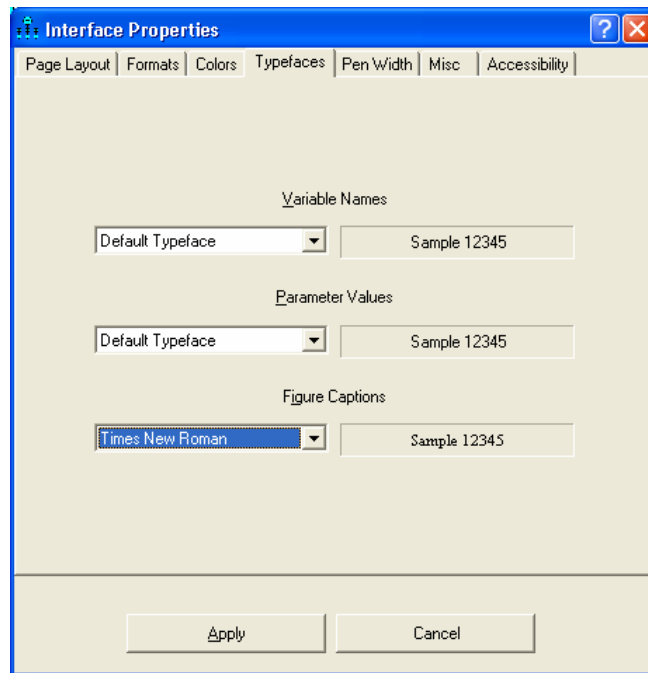 Interface Properties
Page Layout Formats Colors Typefaces Pen Width Misc Accessibility
Variable Names
Default Typeface Sample 12345
Parameter Values
Default Typeface Sample 12345
Figure Captions
Times New Roman Sample 12345
Apply Cancel